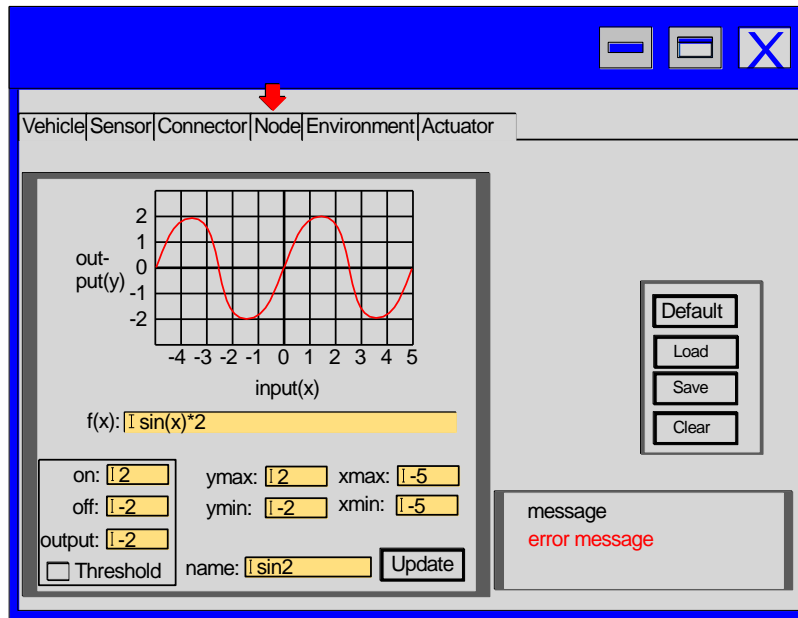 Vehicle Sensor Connector Node Environment Actuator
2
1
out-
put(y)
0
-1
-2
-4 -3 -2 -1 0 1 2 3 4 5
input(x)
f(x): sin(x)*2
on: 2
off: -2
output: -2
Threshold
ymax: 2 xmax: -5
ymin: -2 xmin: -5
name: sin2 Update
Default
Load
Save
Clear
message
error message